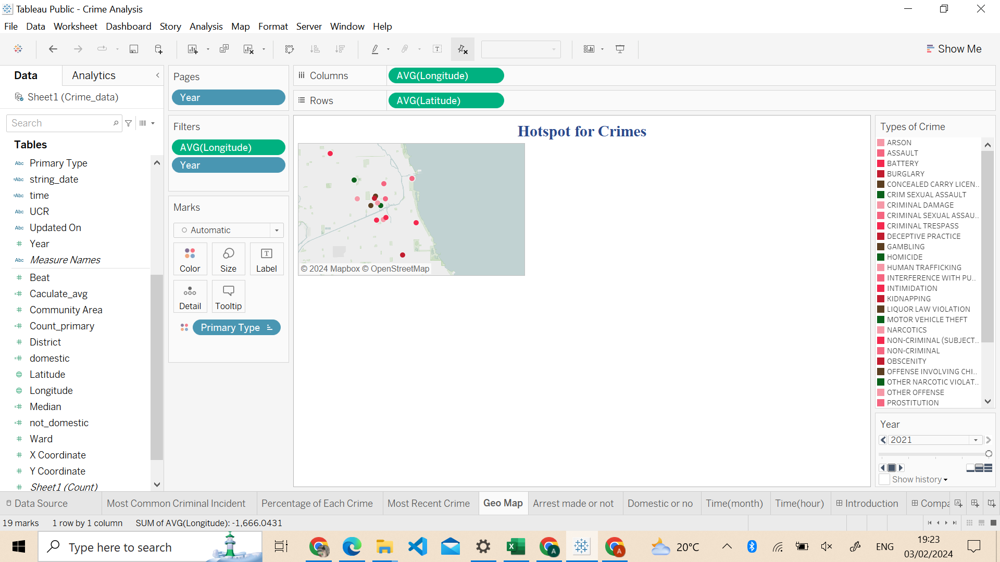 Tableau Public - Crime Analysis
File Data Worksheet Dashboard Story Analysis Map Format Server Window Help
Show Me
Data Analytics
Sheet1 (Crime_data)
Search
Tables
Abc Primary Type
=Abc string_date
=Abc time
Abc UCR
Abc Updated On
# Year
Abc Measure Names
# Beat
=# Caculate_avg
# Community Area
=# Count_primary
# District
=# domestic
Latitude
Longitude
=# Median
=# not_domestic
# Ward
# X Coordinate
# Y Coordinate
# Sheet1 (Count)
Pages
Year
Filters
AVG(Longitude)
Year
Marks
Automatic
Color Size Label
Detail Tooltip
Primary Type
Columns AVG(Longitude)
Rows AVG(Latitude)
Hotspot for Crimes
© 2024 Mapbox © OpenStreetMap
Types of Crime
ARSON
ASSAULT
BATTERY
BURGLARY
CONCEALED CARRY LICEN..
CRIM SEXUAL ASSAULT
CRIMINAL DAMAGE
CRIMINAL SEXUAL ASSAU..
CRIMINAL TRESPASS
DECEPTIVE PRACTICE
GAMBLING
HOMICIDE
HUMAN TRAFFICKING
INTERFERENCE WITH PU..
INTIMIDATION
KIDNAPPING
LIQUOR LAW VIOLATION
MOTOR VEHICLE THEFT
NARCOTICS
NON-CRIMINAL (SUBJECT..
NON-CRIMINAL
OBSCENITY
OFFENSE INVOLVING CHI..
OTHER NARCOTIC VIOLAT..
OTHER OFFENSE
PROSTITUTION
Year
2021
Show history
Data Source Most Common Criminal Incident Percentage of Each Crime Most Recent Crime Geo Map Arrest made or not Domestic or no Time(month) Time(hour) Introduction Compa
19 marks 1 row by 1 column SUM of AVG(Longitude): -1,666.0431
Type here to search
20°C
ENG
19:23
03/02/2024